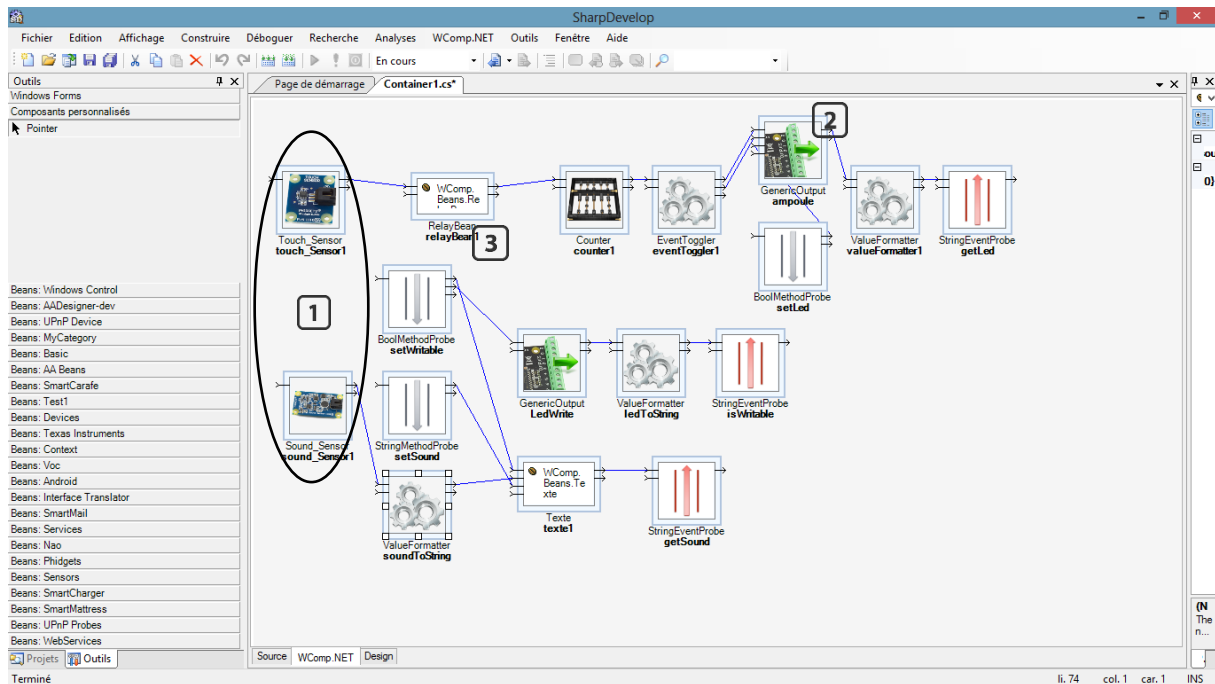 SharpDevelop
Fichier Edition Affichage Construire Déboguer Recherche Analyses WComp.NET Outils Fenêtre Aide
En cours
Outils
Windows Forms
Composants personnalisés
Pointer
Beans: Windows Control
Beans: AADesigner-dev
Beans: UPnP Device
Beans: MyCategory
Beans: Basic
Beans: AA Beans
Beans: SmartCarafe
Beans: Test1
Beans: Devices
Beans: Texas Instruments
Beans: Context
Beans: Voc
Beans: Android
Beans: Interface Translator
Beans: SmartMail
Beans: Services
Beans: Nao
Beans: Phidgets
Beans: Sensors
Beans: SmartCharger
Beans: SmartMattress
Beans: UPnP Probes
Beans: WebServices
Projets Outils
Page de démarrage Container1.cs*
2
GenericOutput
ampoule
TOUCH
SENSOR
Touch_Sensor
touch_Sensor1
WComp.
Beans.Re
RelayBean
relayBean1
3
Counter
counter1
EventToggler
eventToggler1
ValueFormatter
valueFormatter1
StringEventProbe
getLed
BoolMethodProbe
setLed
1
BoolMethodProbe
setWritable
GenericOutput
LedWrite
ValueFormatter
ledToString
StringEventProbe
isWritable
Sound_Sensor
sound_Sensor1
StringMethodProbe
setSound
WComp.
Beans.Te
xte
Texte
texte1
StringEventProbe
getSound
ValueFormatter
soundToString
Source WComp.NET Design
ou
0}
(N
The
n...
Terminé
li. 74 col. 1 car. 1 INS